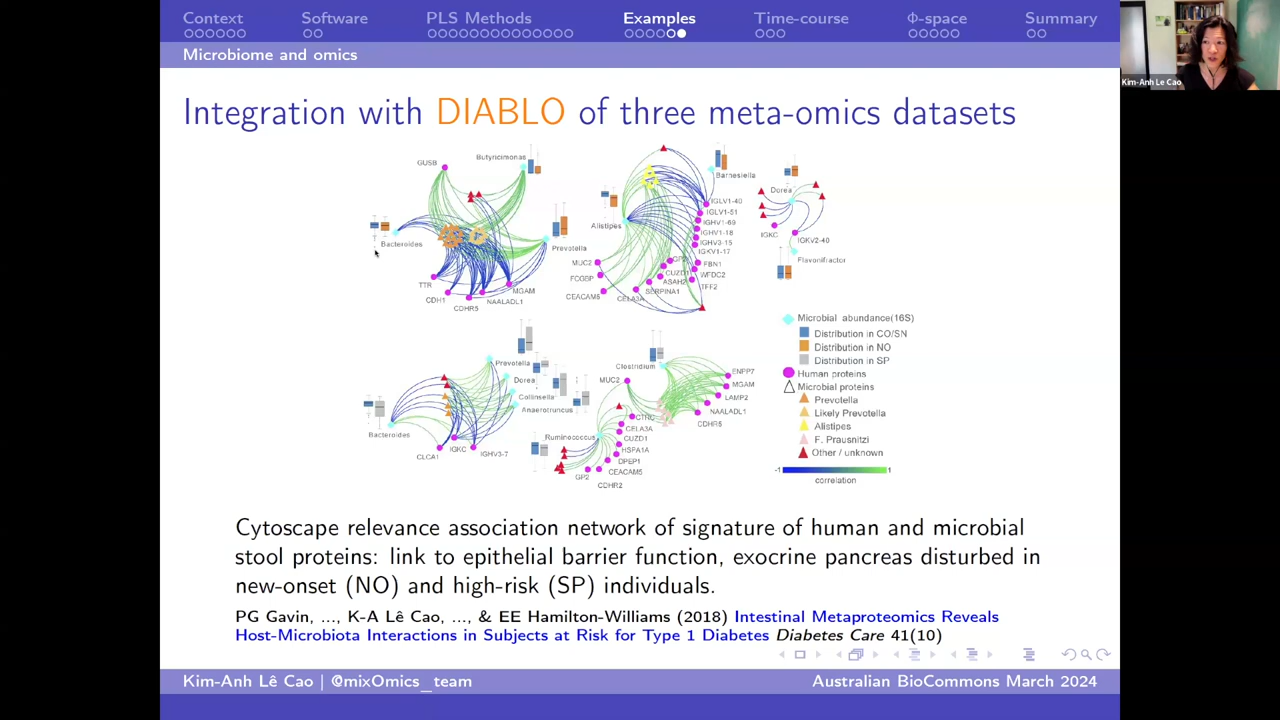 Context
Software
PLS Methods
Examples
Time-course
Φ-space
Summary
Microbiome and omics
Kim-Anh Le Cao
Integration with DIABLO of three meta-omics datasets
GUSB
Butyricimonas
Bacteroides
Prevotella
TTR
CDH1
CDHR5
NAALADL1
MGAM
Barnesiella
Alistipes
IGLV1-40
IGLV1-51
IGHV1-69
IGHV1-18
IGHV3-15
IGKV1-17
MUC2
FCGBP
CEACAM5
CELA3A
SERPINA1
ASAH2
CUZD1
GP2
FBN1
WFDC2
TFF2
Dorea
IGKC
IGKV2-40
Flavonifractor
Prevotella
Dorea
Collinsella
Anaerotruncus
Bacteroides
CLCA1
IGKC
IGHV3-7
Clostridium
MUC2
ENPP7
MGAM
LAMP2
NAALADL1
CDHR5
Ruminococcus
CTRC
CELA3A
CUZD1
HSPA1A
DPEP1
CEACAM5
GP2
CDHR2
Microbial abundance(16S)
Distribution in CO/SN
Distribution in NO
Distribution in SP
Human proteins
Microbial proteins
Prevotella
Likely Prevotella
Alistipes
F. Prausnitzi
Other / unknown
-1 1
correlation
Cytoscape relevance association network of signature of human and microbial
stool proteins: link to epithelial barrier function, exocrine pancreas disturbed in
new-onset (NO) and high-risk (SP) individuals.
PG Gavin, ..., K-A Lê Cao, ..., & EE Hamilton-Williams (2018) Intestinal Metaproteomics Reveals
Host-Microbiota Interactions in Subjects at Risk for Type 1 Diabetes Diabetes Care 41(10)
Kim-Anh Lê Cao | @mixOmics_team
Australian BioCommons March 2024